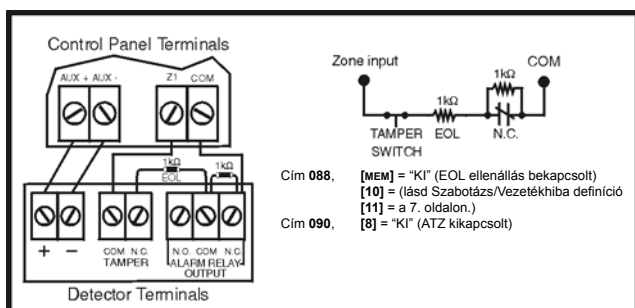 Control Panel Terminals
AUX + AUX -
Z1 COM
1kΩ
EOL
1kΩ
+ -
COM N.C.
TAMPER
N.O. COM N.C.
ALARM RELAY
OUTPUT
Detector Terminals
Zone input
COM
1kΩ
1kΩ
TAMPER
SWITCH
EOL
N.C.
Cím 088, [MEM] = "KI" (EOL ellenállás bekapcsolt)
[10] = (lásd Szabotázs/Vezetékhiba definíció
[11] = a 7. oldalon.)
Cím 090, [8] = "KI" (ATZ kikapcsolt)